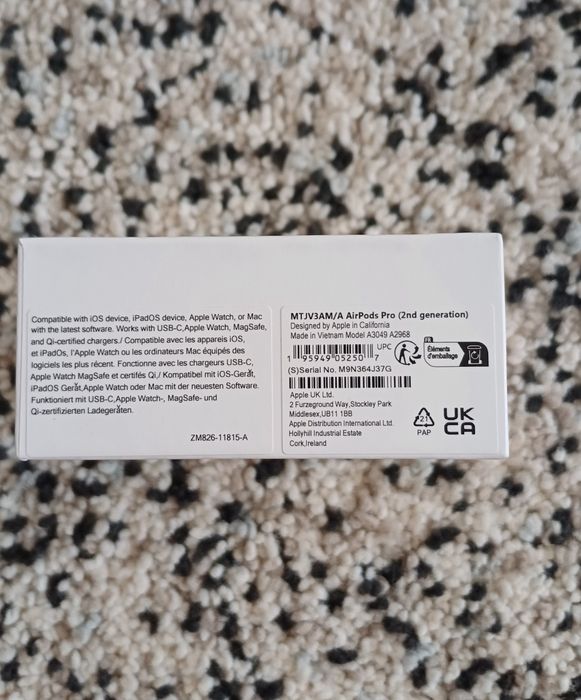 Compatible with iOS device, iPadOS device, Apple Watch, or Mac
with the latest software. Works with USB-C,Apple Watch, MagSafe,
and Qi-certified chargers./ Compatible avec les appareils iOS,
et iPadOs, l'Apple Watch ou les ordinateurs Mac équipés des
logiciels les plus récent. Fonctionne avec les chargeurs USB-C,
Apple Watch MagSafe et certifés Qi./ Kompatibel mit iOS-Gerät,
iPadOS Gerät,Apple Watch oder Mac mit der neuesten Software.
Funktioniert mit USB-C,Apple Watch-, MagSafe- und
Qi-zertifizierten Ladegeräten.
ZM826-11815-A
MTJV3AM/A AirPods Pro (2nd generation)
Designed by Apple in California
Made in Vietnam Model A3049 A2968
UPC
1 95949 05250 7
FR
Éléments
d'emballage
(S)Serial No. M9N364J37G
Apple UK Ltd.
2 Furzeground Way,Stockley Park
Middlesex,UB11 1BB
Apple Distribution International Ltd.
Hollyhill Industrial Estate
Cork,Ireland
21
PAP
UK
CA